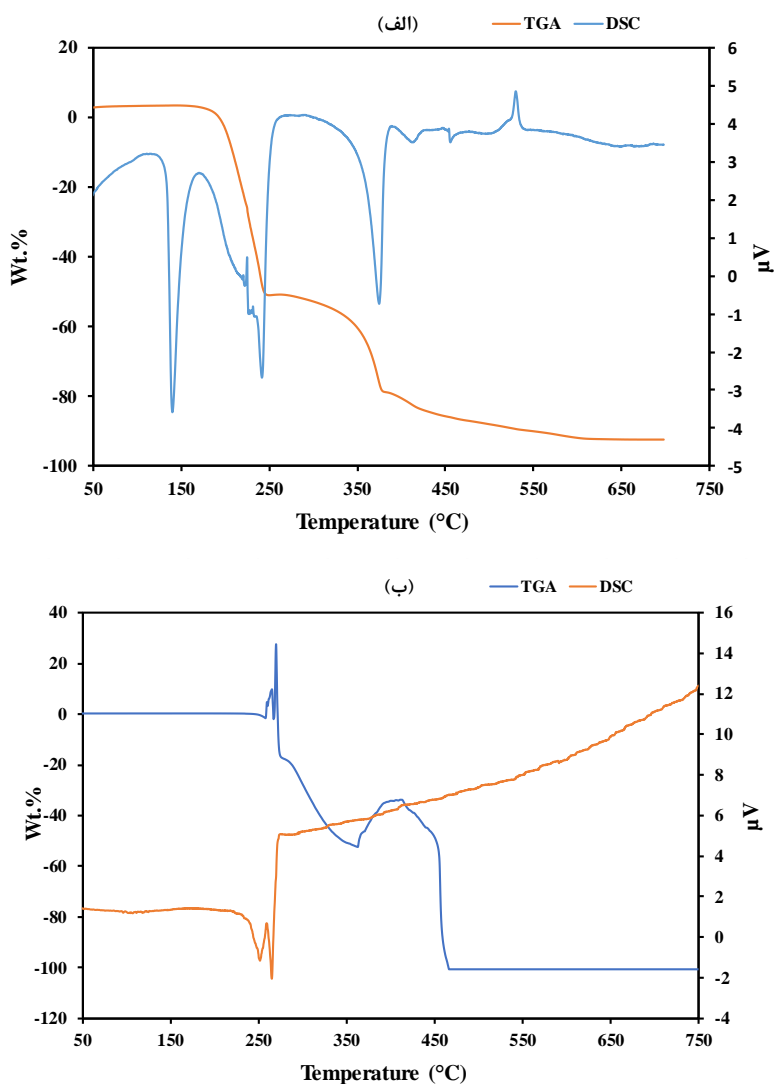 (الف) TGA DSC
20 6
0 5
-20 4
-40 3
-60 2
-80 1
-100 0
-1
-2
-3
-4
-5
Wt.%
µV
50 150 250 350 450 550 650 750
Temperature (°C)
(ب) TGA DSC
40 16
20 14
0 12
-20 10
-40 8
-60 6
-80 4
-100 2
-120 0
-2
-4
Wt.%
µV
50 150 250 350 450 550 650 750
Temperature (°C)